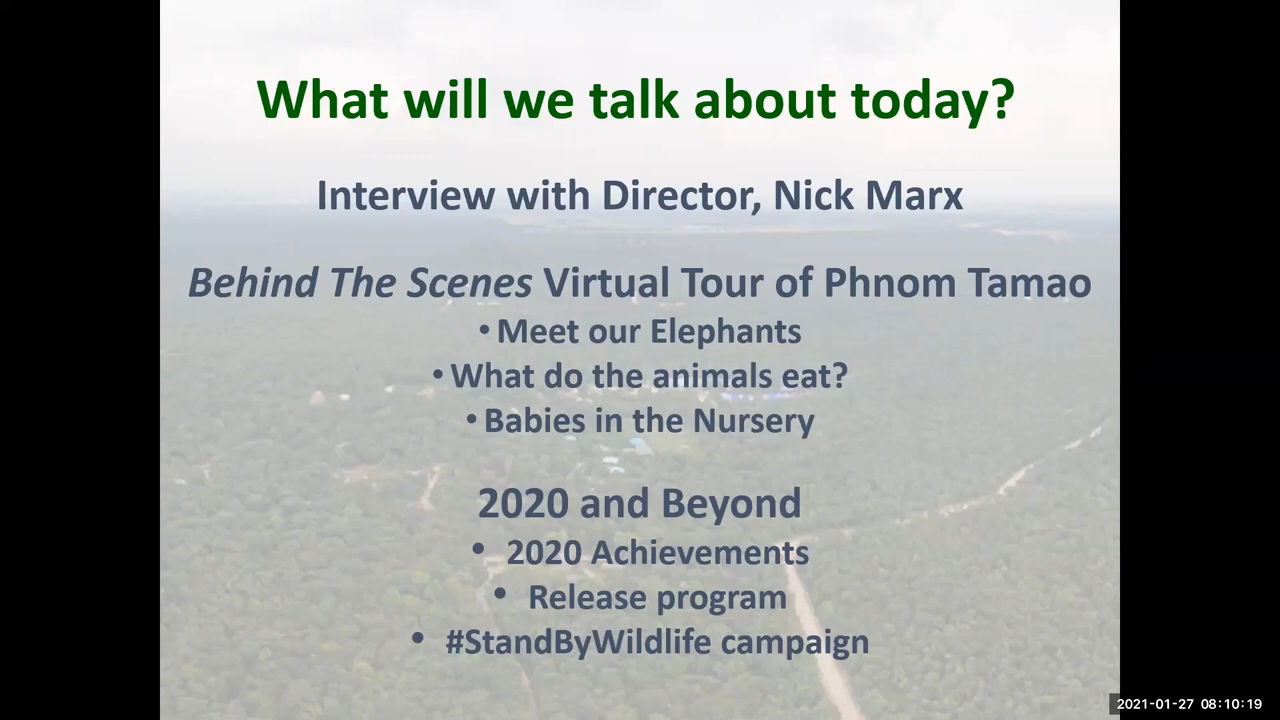 What will we talk about today?
Interview with Director, Nick Marx
Behind The Scenes Virtual Tour of Phnom Tamao
• Meet our Elephants
• What do the animals eat?
• Babies in the Nursery
2020 and Beyond
• 2020 Achievements
• Release program
• #StandByWildlife campaign
2021-01-27 08:10:19